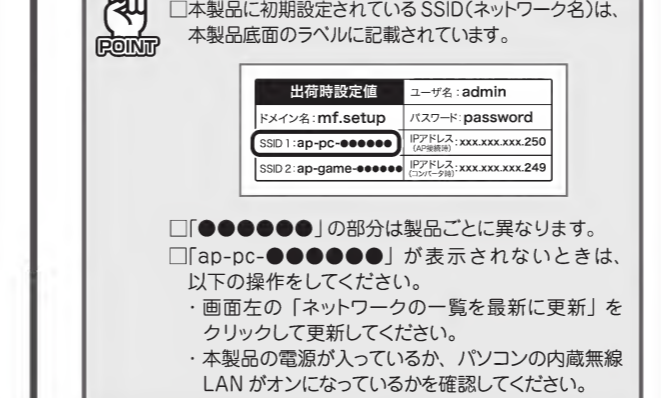 POINT
□本製品に初期設定されているSSID(ネットワーク名)は、
本製品底面のラベルに記載されています。
出荷時設定値
ユーザ名:admin
ドメイン名:mf.setup
パスワード:password
SSID 1:ap-pc-●●●●●●
IPアドレス:xxx.xxx.xxx.250
(AP接続時)
SSID 2:ap-game-●●●●●●
IPアドレス:xxx.xxx.xxx.249
(コンバータ時)
□「●●●●●●」の部分は製品ごとに異なります。
□「ap-pc-●●●●●●」が表示されないときは、
以下の操作をしてください。
・画面左の「ネットワークの一覧を最新に更新」を
クリックして更新してください。
・本製品の電源が入っているか、パソコンの内蔵無線
LANがオンになっているかを確認してください。